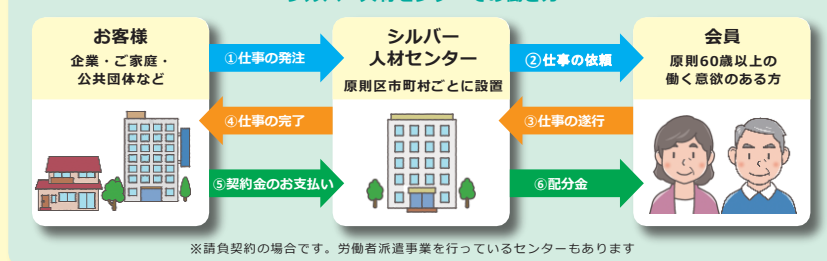 お客様
企業・ご家庭・
公共団体など
①仕事の発注
シルバー
人材センター
原則区市町村ごとに設置
②仕事の依頼
会員
原則60歳以上の
働く意欲のある方
④仕事の完了
③仕事の遂行
⑤契約金のお支払い
⑥配分金
※請負契約の場合です。労働者派遣事業を行っているセンターもあります